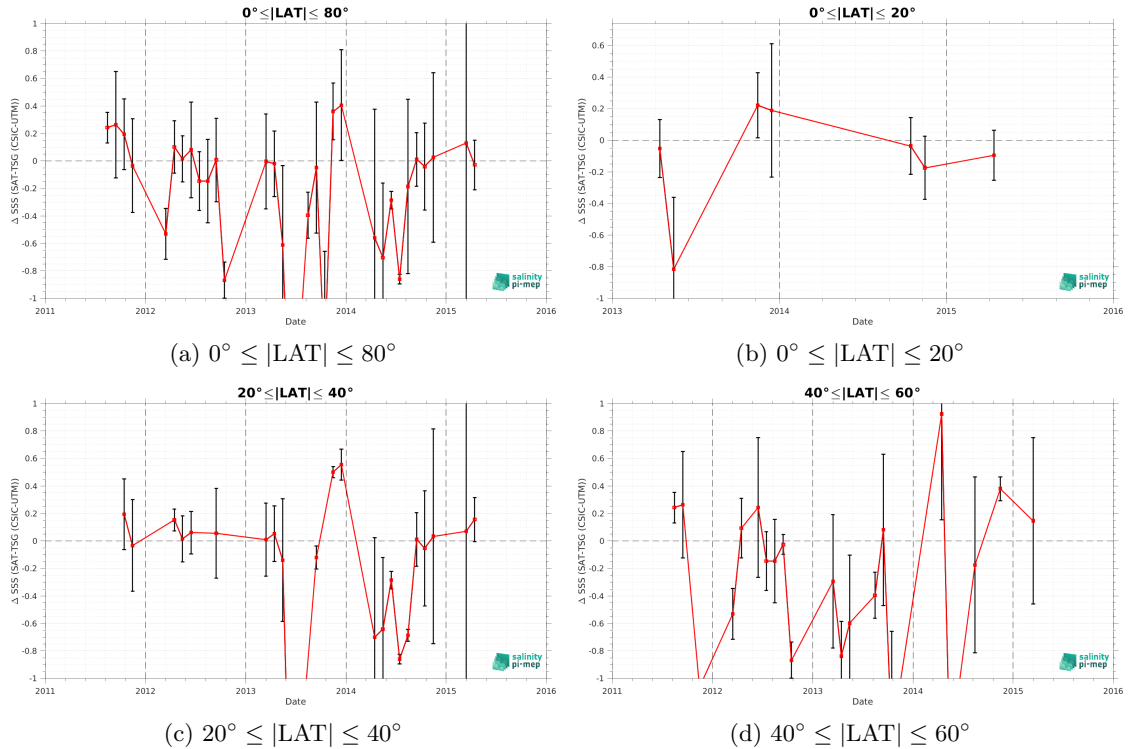 0°≤|LAT|≤ 80°
Δ SSS (SAT-TSG (CSIC-UTM))
1
0.8
0.6
0.4
0.2
0
-0.2
-0.4
-0.6
-0.8
-1
2011 2012 2013 2014 2015 2016
Date
salinity
pi-mep
(a) 0° ≤ |LAT| ≤ 80°
0°≤|LAT|≤ 20°
Δ SSS (SAT-TSG (CSIC-UTM))
0.6
0.4
0.2
0
-0.2
-0.4
-0.6
-0.8
-1
2013 2014 2015 2016
Date
salinity
pi-mep
(b) 0° ≤ |LAT| ≤ 20°
20°≤|LAT|≤ 40°
Δ SSS (SAT-TSG (CSIC-UTM))
1
0.8
0.6
0.4
0.2
0
-0.2
-0.4
-0.6
-0.8
-1
2011 2012 2013 2014 2015 2016
Date
salinity
pi-mep
(c) 20° ≤ |LAT| ≤ 40°
40°≤|LAT|≤ 60°
Δ SSS (SAT-TSG (CSIC-UTM))
1
0.8
0.6
0.4
0.2
0
-0.2
-0.4
-0.6
-0.8
-1
2011 2012 2013 2014 2015 2016
Date
salinity
pi-mep
(d) 40° ≤ |LAT| ≤ 60°